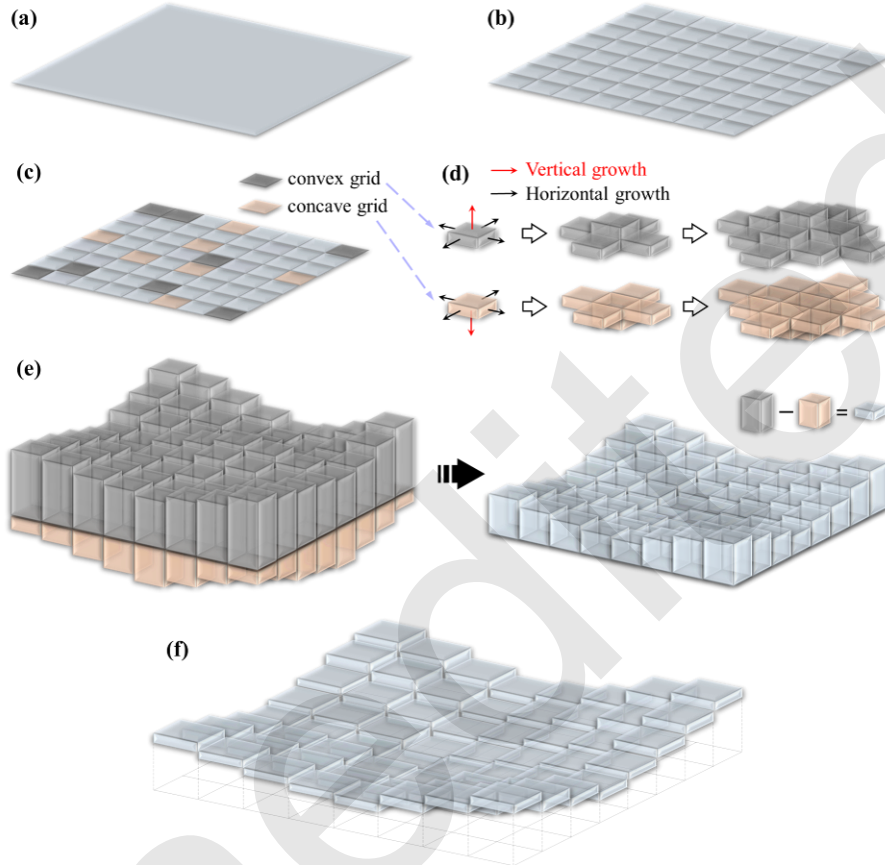 (a)
(b)
(c)
convex grid
concave grid
(d)
Vertical growth
Horizontal growth
(e)
− =
(f)